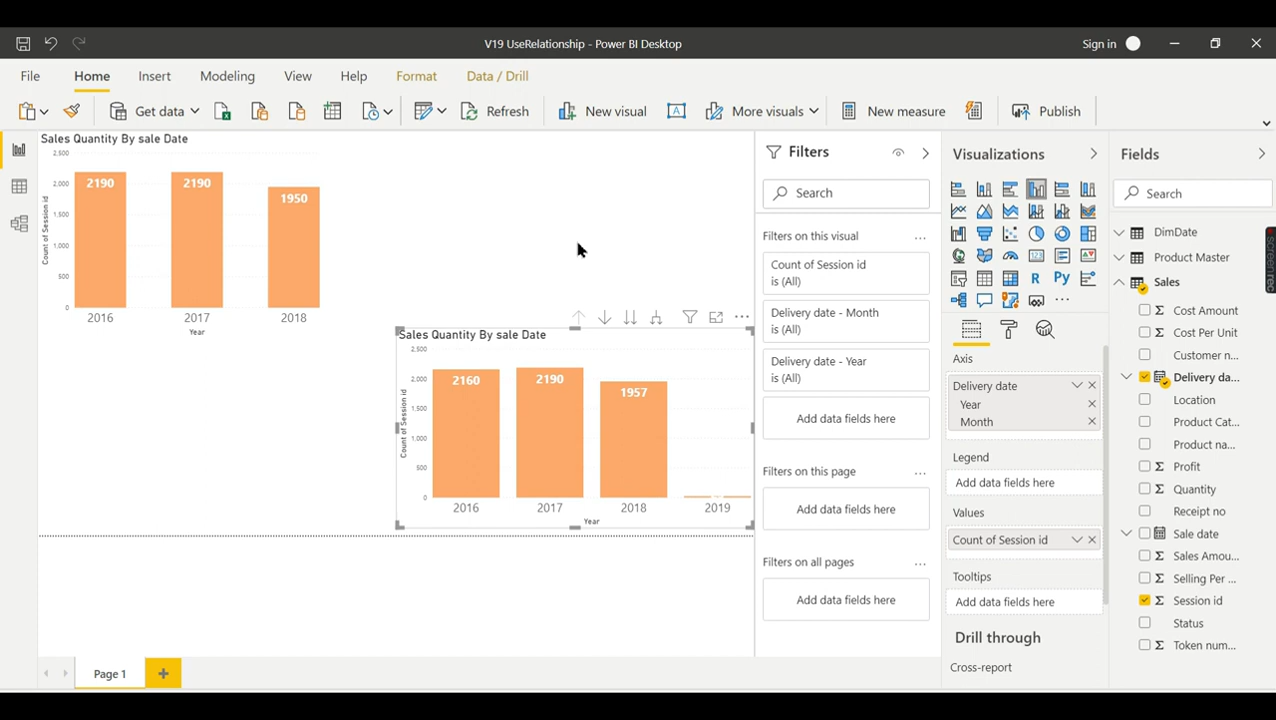 V19 UseRelationship - Power BI Desktop
Sign in
File Home Insert Modeling View Help Format Data / Drill
Get data Refresh New visual More visuals New measure Publish
Sales Quantity By sale Date
2,500
2,000
1,500
1,000
500
0
Count of Session id
2190 2190 1950
2016 2017 2018
Year
Sales Quantity By sale Date
2,500
2,000
1,500
1,000
500
0
Count of Session id
2160 2190 1957
2016 2017 2018 2019
Year
Page 1
Filters
Search
Filters on this visual
Count of Session id
is (All)
Delivery date - Month
is (All)
Delivery date - Year
is (All)
Add data fields here
Filters on this page
Add data fields here
Filters on all pages
Add data fields here
Visualizations
R Py
Axis
Delivery date
Year
Month
Legend
Add data fields here
Values
Count of Session id
Tooltips
Add data fields here
Drill through
Cross-report
Fields
Search
DimDate
Product Master
Sales
Cost Amount
Cost Per Unit
Customer n...
Delivery da...
Location
Product Cat...
Product na...
Profit
Quantity
Receipt no
Sale date
Sales Amou...
Selling Per ...
Session id
Status
Token num...
screen rec